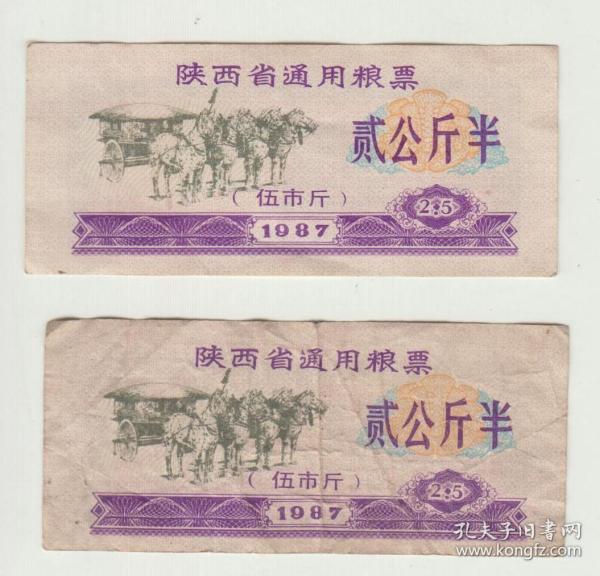 陕西省通用粮票
贰公斤半
(伍市斤)
2.5
1987
陕西省通用粮票
贰公斤半
(伍市斤)
2.5
1987
孔夫子旧书网
www.kongfz.com